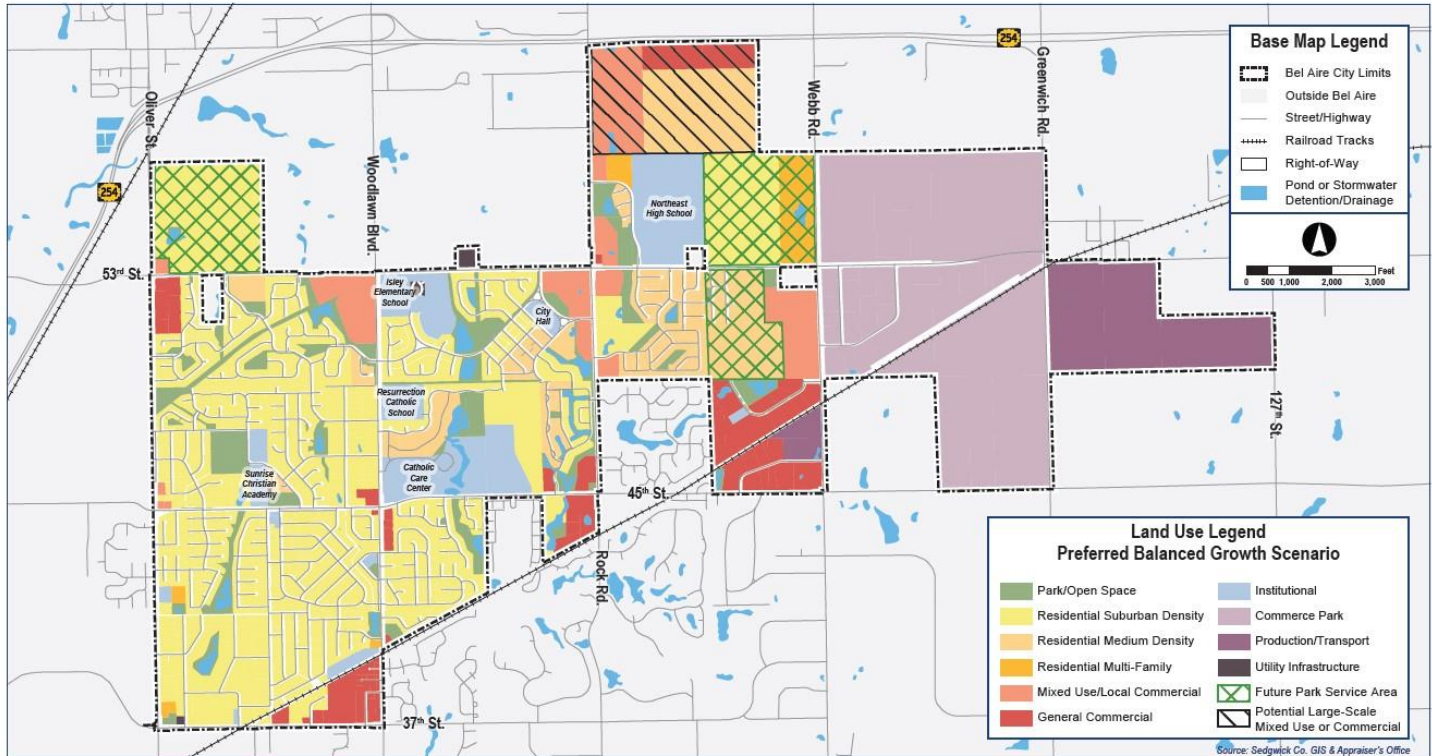 254
Base Map Legend
Bel Aire City Limits
Outside Bel Aire
Street/Highway
Railroad Tracks
Right-of-Way
Pond or Stormwater
Detention/Drainage
0 500 1,000 2,000 3,000 Feet
Oliver St.
Woodlawn Blvd.
Webb Rd.
Greenwich Rd.
254
Northeast
High School
53rd St.
Isley
Elementary
School
City
Hall
Resurrection
Catholic
School
127th St.
Sunrise
Christian
Academy
Catholic
Care
Center
45th St.
Rock Rd.
37th St.
Land Use Legend
Preferred Balanced Growth Scenario
Park/Open Space
Residential Suburban Density
Residential Medium Density
Residential Multi-Family
Mixed Use/Local Commercial
General Commercial
Institutional
Commerce Park
Production/Transport
Utility Infrastructure
Future Park Service Area
Potential Large-Scale
Mixed Use or Commercial
Source: Sedgwick Co. GIS & Appraiser's Office